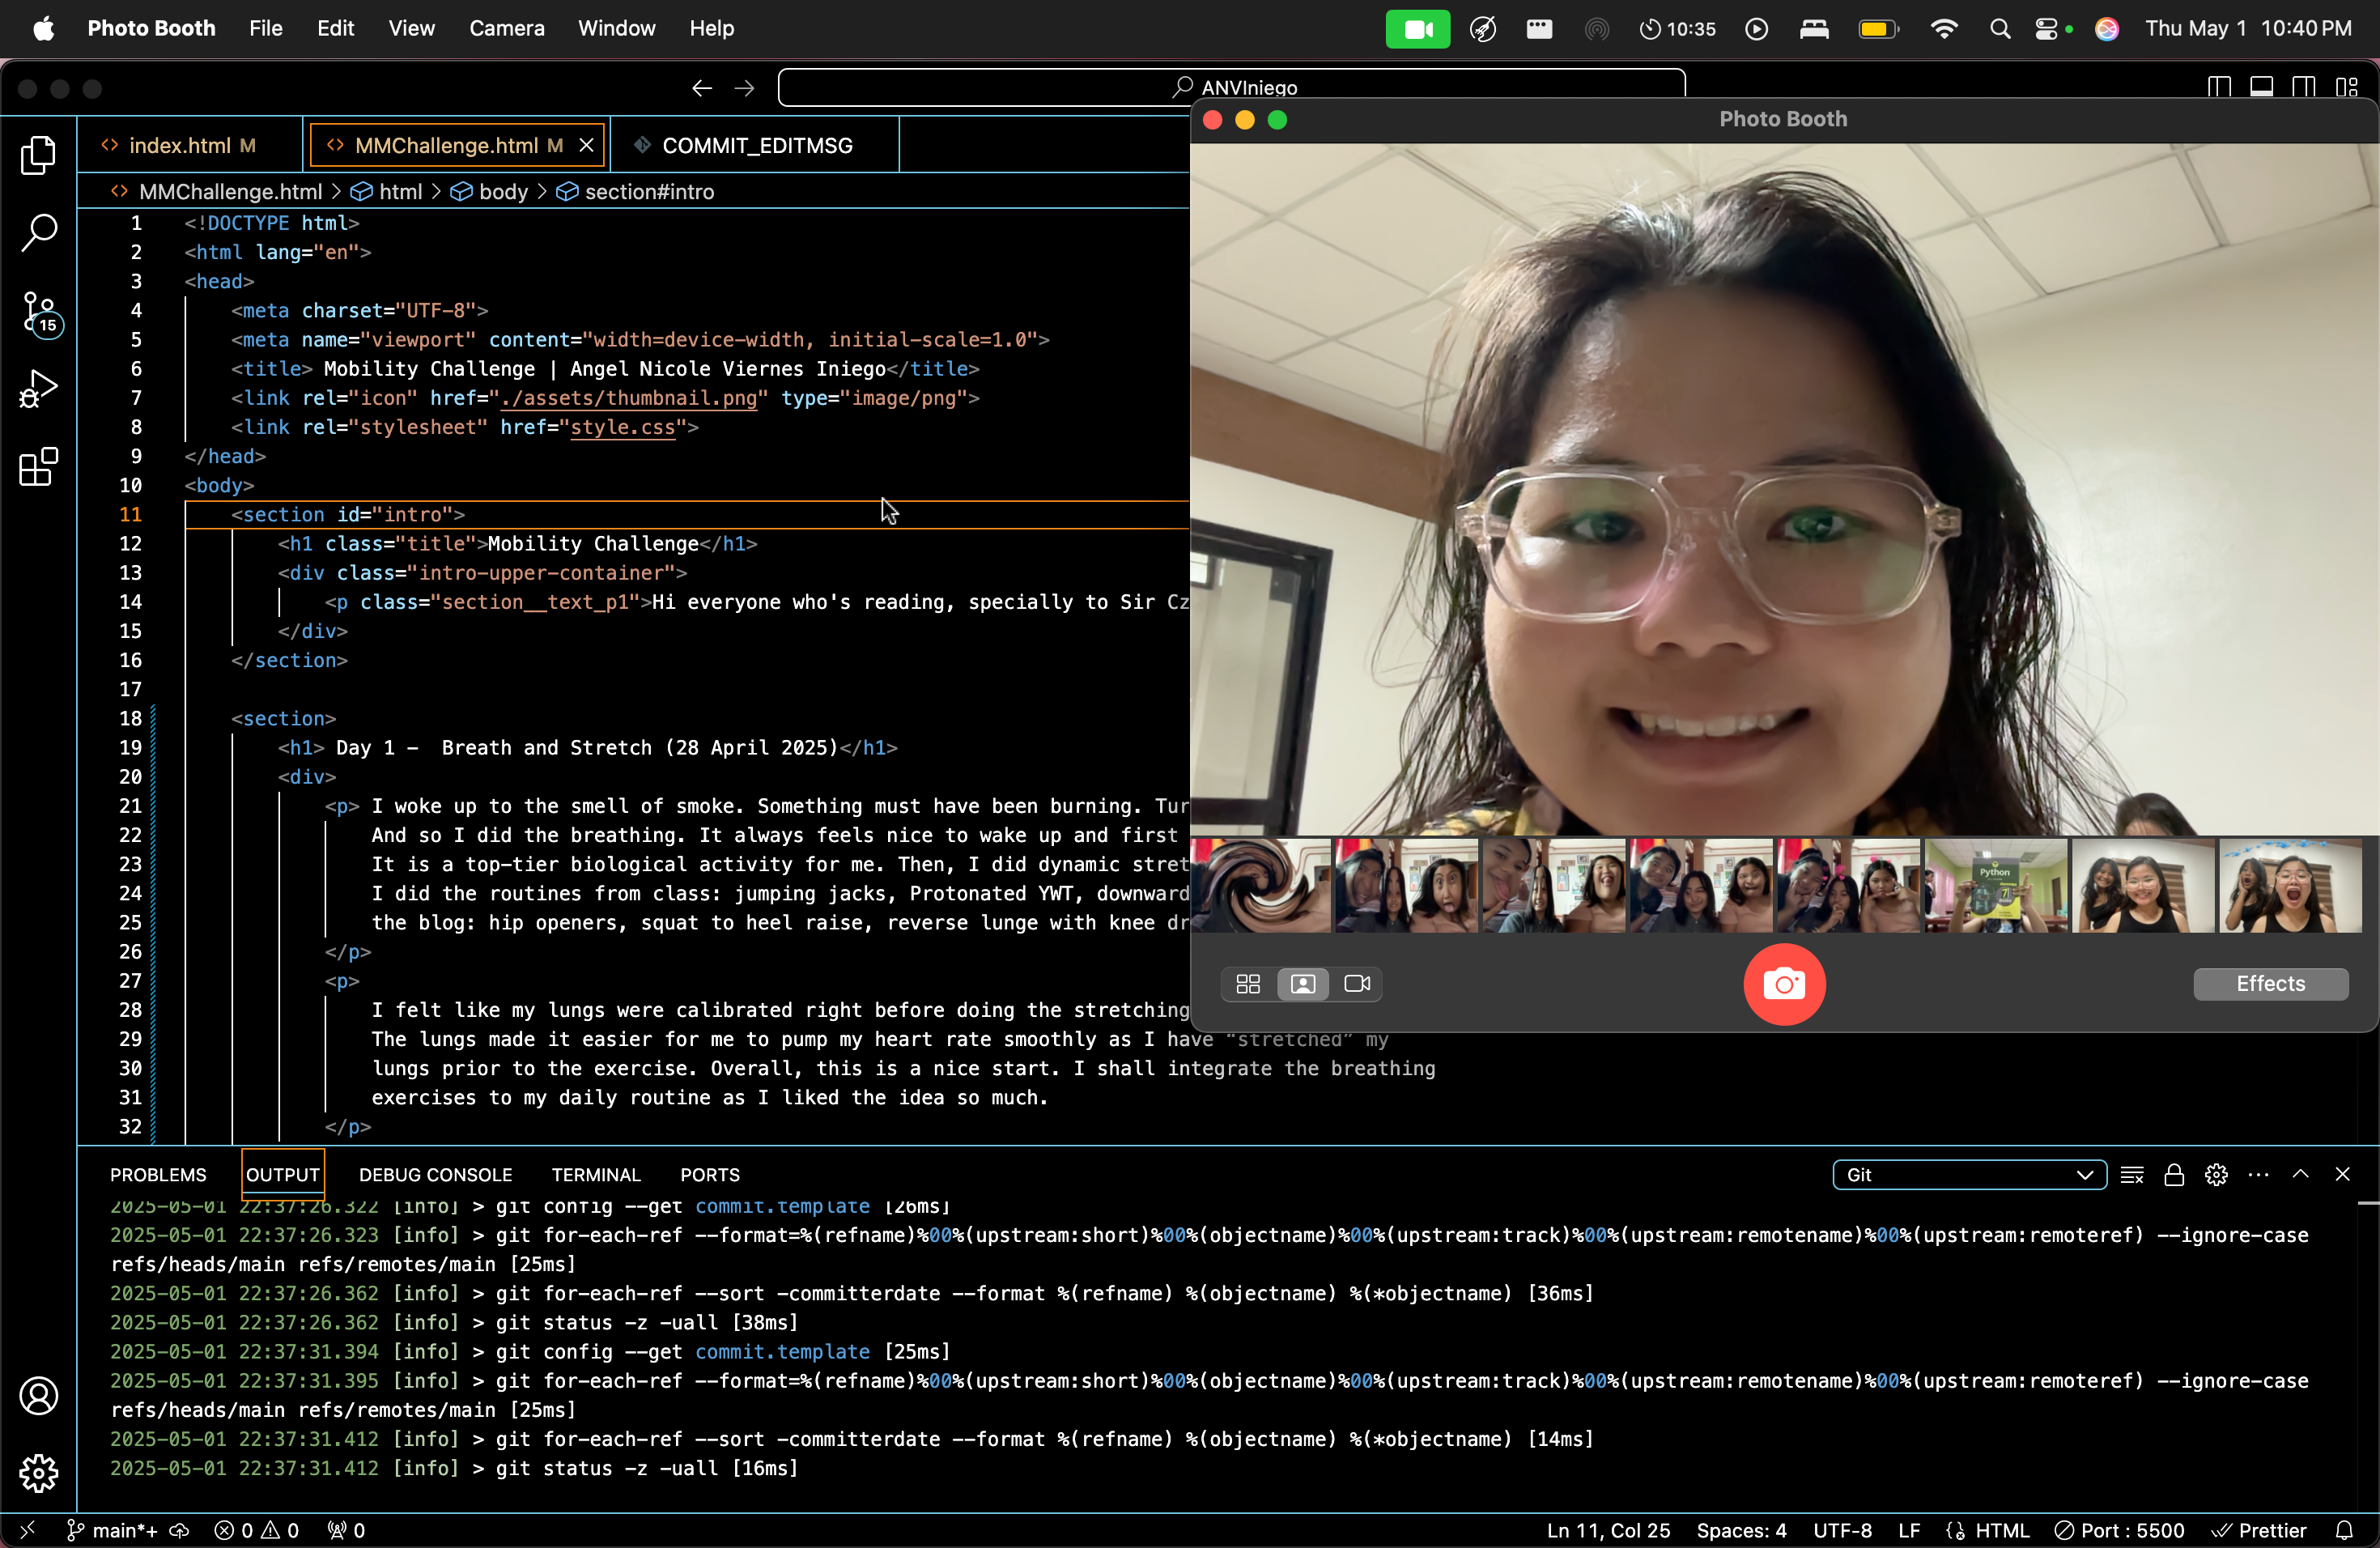 Photo Booth File Edit View Camera Window Help
10:35
Thu May 1 10:40 PM
ANVIniego
Photo Booth
index.html M
MMChallenge.html M
COMMIT_EDITMSG
MMChallenge.html > html > body > section#intro
15
1 <!DOCTYPE html>
2 <html lang="en">
3 <head>
4 <meta charset="UTF-8">
5 <meta name="viewport" content="width=device-width, initial-scale=1.0">
6 <title> Mobility Challenge | Angel Nicole Viernes Iniego</title>
7 <link rel="icon" href="./assets/thumbnail.png" type="image/png">
8 <link rel="stylesheet" href="style.css">
9 </head>
10 <body>
11 <section id="intro">
12 <h1 class="title">Mobility Challenge</h1>
13 <div class="intro-upper-container">
14 <p class="section__text_p1">Hi everyone who's reading, specially to Sir Cz
15 </div>
16 </section>
17
18 <section>
19 <h1> Day 1 -  Breath and Stretch (28 April 2025)</h1>
20 <div>
21 <p> I woke up to the smell of smoke. Something must have been burning. Tur
22 And so I did the breathing. It always feels nice to wake up and first
23 It is a top-tier biological activity for me. Then, I did dynamic stret
24 I did the routines from class: jumping jacks, Protonated YWT, downward
25 the blog: hip openers, squat to heel raise, reverse lunge with knee dr
26 </p>
27 <p>
28 I felt like my lungs were calibrated right before doing the stretching
29 The lungs made it easier for me to pump my heart rate smoothly as I have “stretched” my
30 lungs prior to the exercise. Overall, this is a nice start. I shall integrate the breathing
31 exercises to my daily routine as I liked the idea so much.
32 </p>
Python
7
Effects
PROBLEMS OUTPUT DEBUG CONSOLE TERMINAL PORTS
Git
2025-05-01 22:37:26.322 [info] > git config --get commit.template [26ms]
2025-05-01 22:37:26.323 [info] > git for-each-ref --format=%(refname)%00%(upstream:short)%00%(objectname)%00%(upstream:track)%00%(upstream:remotename)%00%(upstream:remoteref) --ignore-case
refs/heads/main refs/remotes/main [25ms]
2025-05-01 22:37:26.362 [info] > git for-each-ref --sort -committerdate --format %(refname) %(objectname) %(*objectname) [36ms]
2025-05-01 22:37:26.362 [info] > git status -z -uall [38ms]
2025-05-01 22:37:31.394 [info] > git config --get commit.template [25ms]
2025-05-01 22:37:31.395 [info] > git for-each-ref --format=%(refname)%00%(upstream:short)%00%(objectname)%00%(upstream:track)%00%(upstream:remotename)%00%(upstream:remoteref) --ignore-case
refs/heads/main refs/remotes/main [25ms]
2025-05-01 22:37:31.412 [info] > git for-each-ref --sort -committerdate --format %(refname) %(objectname) %(*objectname) [14ms]
2025-05-01 22:37:31.412 [info] > git status -z -uall [16ms]
main*+ 0 0 0
Ln 11, Col 25 Spaces: 4 UTF-8 LF HTML Port : 5500 Prettier